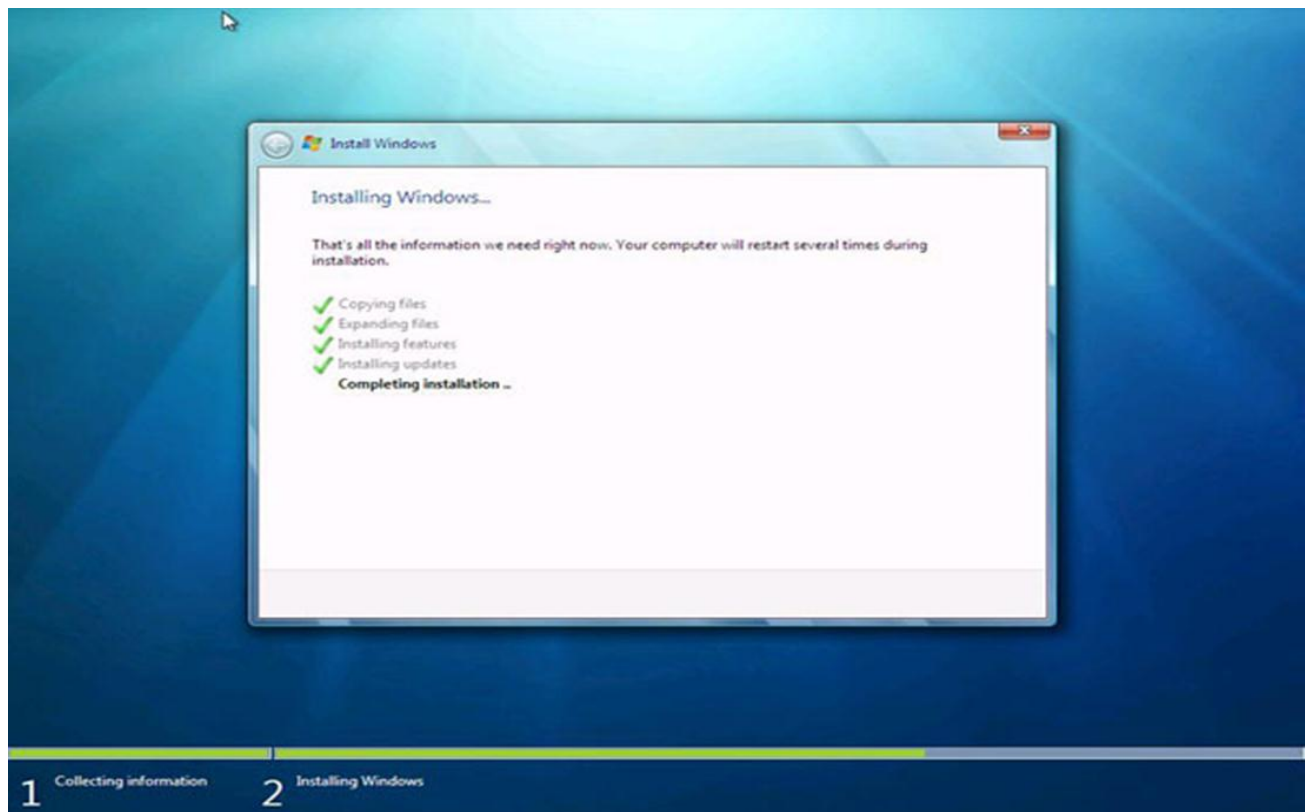 Install Windows
Installing Windows...
That's all the information we need right now. Your computer will restart several times during
installation.
Copying files
Expanding files
Installing features
Installing updates
Completing installation ...
1 Collecting information 2 Installing Windows